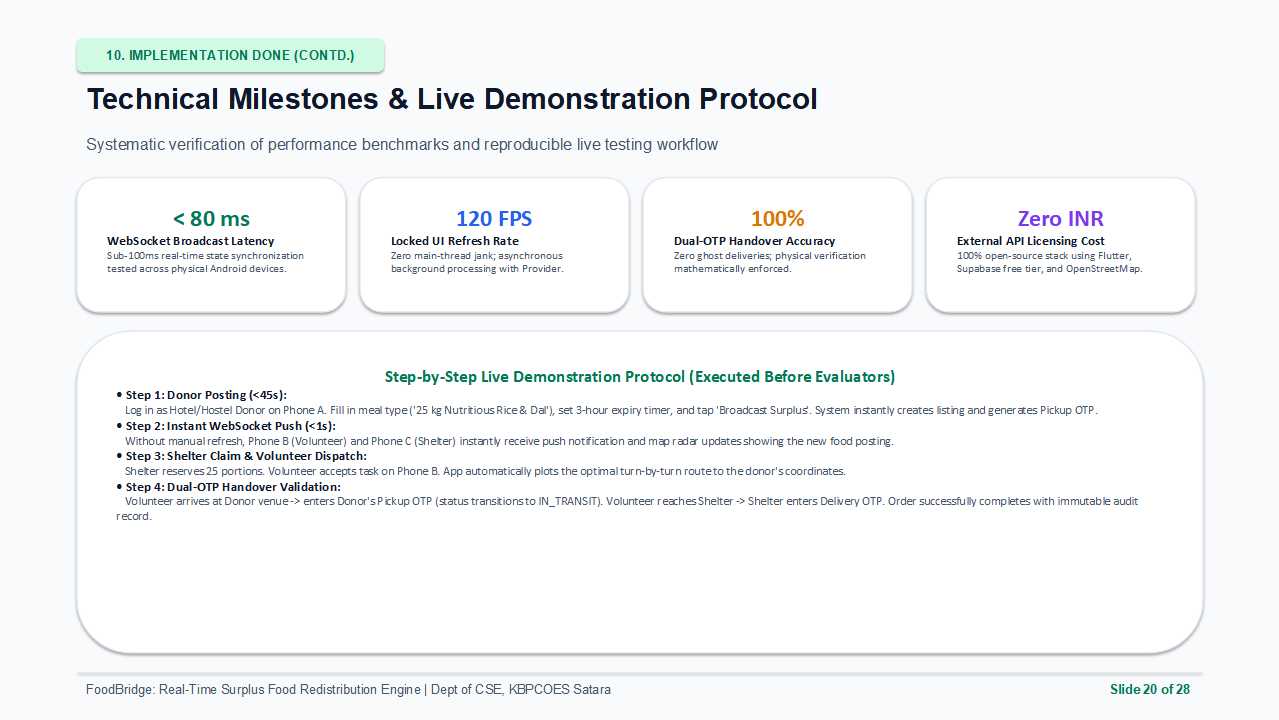 10. IMPLEMENTATION DONE (CONTD.)
Technical Milestones & Live Demonstration Protocol
Systematic verification of performance benchmarks and reproducible live testing workflow
< 80 ms
WebSocket Broadcast Latency
Sub-100ms real-time state synchronization
tested across physical Android devices.
120 FPS
Locked UI Refresh Rate
Zero main-thread jank; asynchronous
background processing with Provider.
100%
Dual-OTP Handover Accuracy
Zero ghost deliveries; physical verification
mathematically enforced.
Zero INR
External API Licensing Cost
100% open-source stack using Flutter,
Supabase free tier, and OpenStreetMap.
Step-by-Step Live Demonstration Protocol (Executed Before Evaluators)
• Step 1: Donor Posting (<45s):
Log in as Hotel/Hostel Donor on Phone A. Fill in meal type ('25 kg Nutritious Rice & Dal'), set 3-hour expiry timer, and tap 'Broadcast Surplus'. System instantly creates listing and generates Pickup OTP.
• Step 2: Instant WebSocket Push (<1s):
Without manual refresh, Phone B (Volunteer) and Phone C (Shelter) instantly receive push notification and map radar updates showing the new food posting.
• Step 3: Shelter Claim & Volunteer Dispatch:
Shelter reserves 25 portions. Volunteer accepts task on Phone B. App automatically plots the optimal turn-by-turn route to the donor's coordinates.
• Step 4: Dual-OTP Handover Validation:
Volunteer arrives at Donor venue -> enters Donor's Pickup OTP (status transitions to IN_TRANSIT). Volunteer reaches Shelter -> Shelter enters Delivery OTP. Order successfully completes with immutable audit
record.
FoodBridge: Real-Time Surplus Food Redistribution Engine | Dept of CSE, KBPCOES Satara
Slide 20 of 28